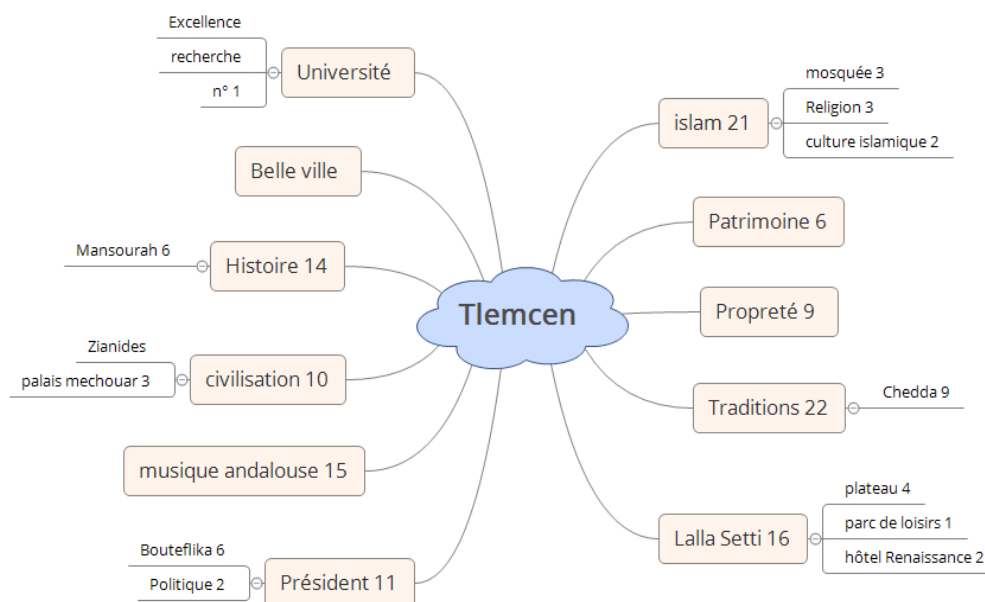 Excellence
recherche
n° 1
Université
Belle ville
Mansourah 6
Histoire 14
Zianides
palais mechouar 3
civilisation 10
musique andalouse 15
Bouteflika 6
Politique 2
Président 11
Tlemcen
islam 21
mosquée 3
Religion 3
culture islamique 2
Patrimoine 6
Propreté 9
Traditions 22
Chedda 9
Lalla Setti 16
plateau 4
parc de loisirs 1
hôtel Renaissance 2